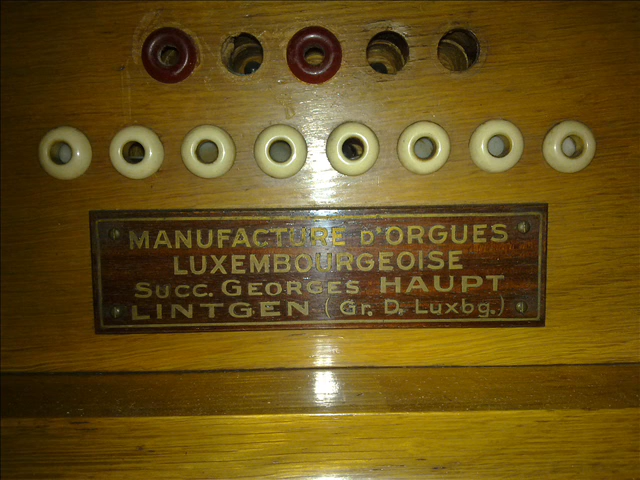 MANUFACTURE D'ORGUES
LUXEMBOURGEOISE
SUCC. GEORGES HAUPT
LINTGEN (Gr. D. Luxbg.)